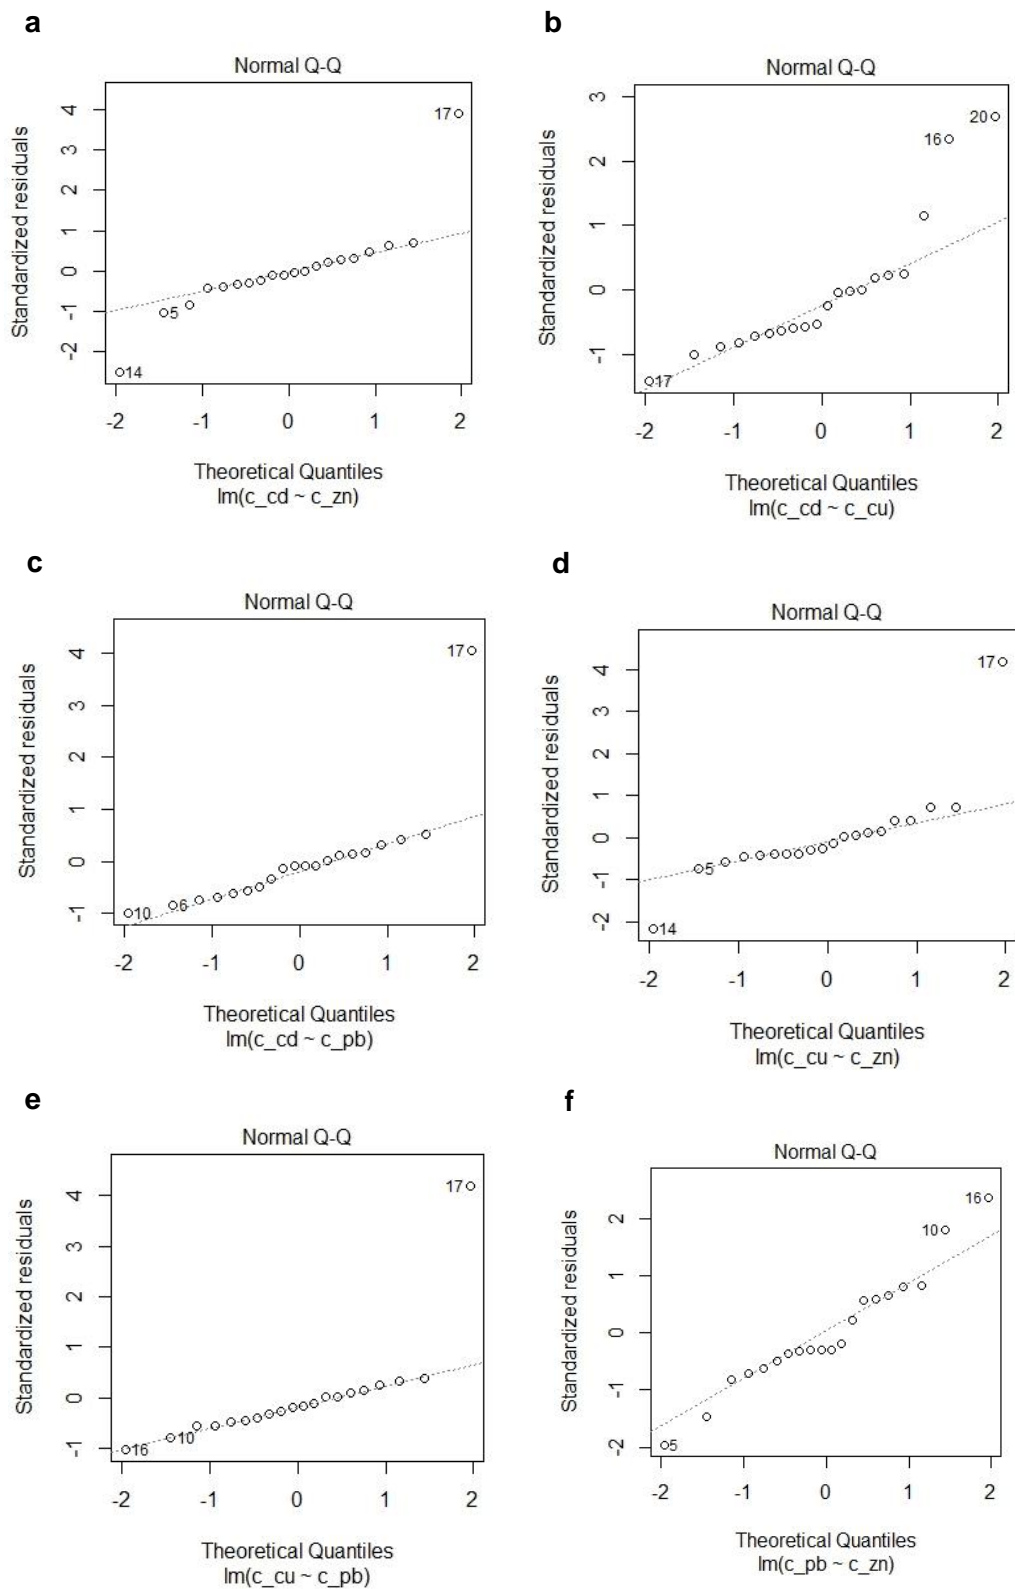 a
Normal Q-Q
Standardized residuals
4
3
2
1
0
-1
-2
17
5
14
-2 -1 0 1 2
Theoretical Quantiles
lm(c_cd ~ c_zn)
b
Normal Q-Q
Standardized residuals
3
2
1
0
-1
20
16
17
-2 -1 0 1 2
Theoretical Quantiles
lm(c_cd ~ c_cu)
c
Normal Q-Q
Standardized residuals
4
3
2
1
0
-1
17
6
10
-2 -1 0 1 2
Theoretical Quantiles
lm(c_cd ~ c_pb)
d
Normal Q-Q
Standardized residuals
4
3
2
1
0
-1
-2
17
5
14
-2 -1 0 1 2
Theoretical Quantiles
lm(c_cu ~ c_zn)
e
Normal Q-Q
Standardized residuals
4
3
2
1
0
-1
17
10
16
-2 -1 0 1 2
Theoretical Quantiles
lm(c_cu ~ c_pb)
f
Normal Q-Q
Standardized residuals
2
1
0
-1
-2
16
10
5
-2 -1 0 1 2
Theoretical Quantiles
lm(c_pb ~ c_zn)